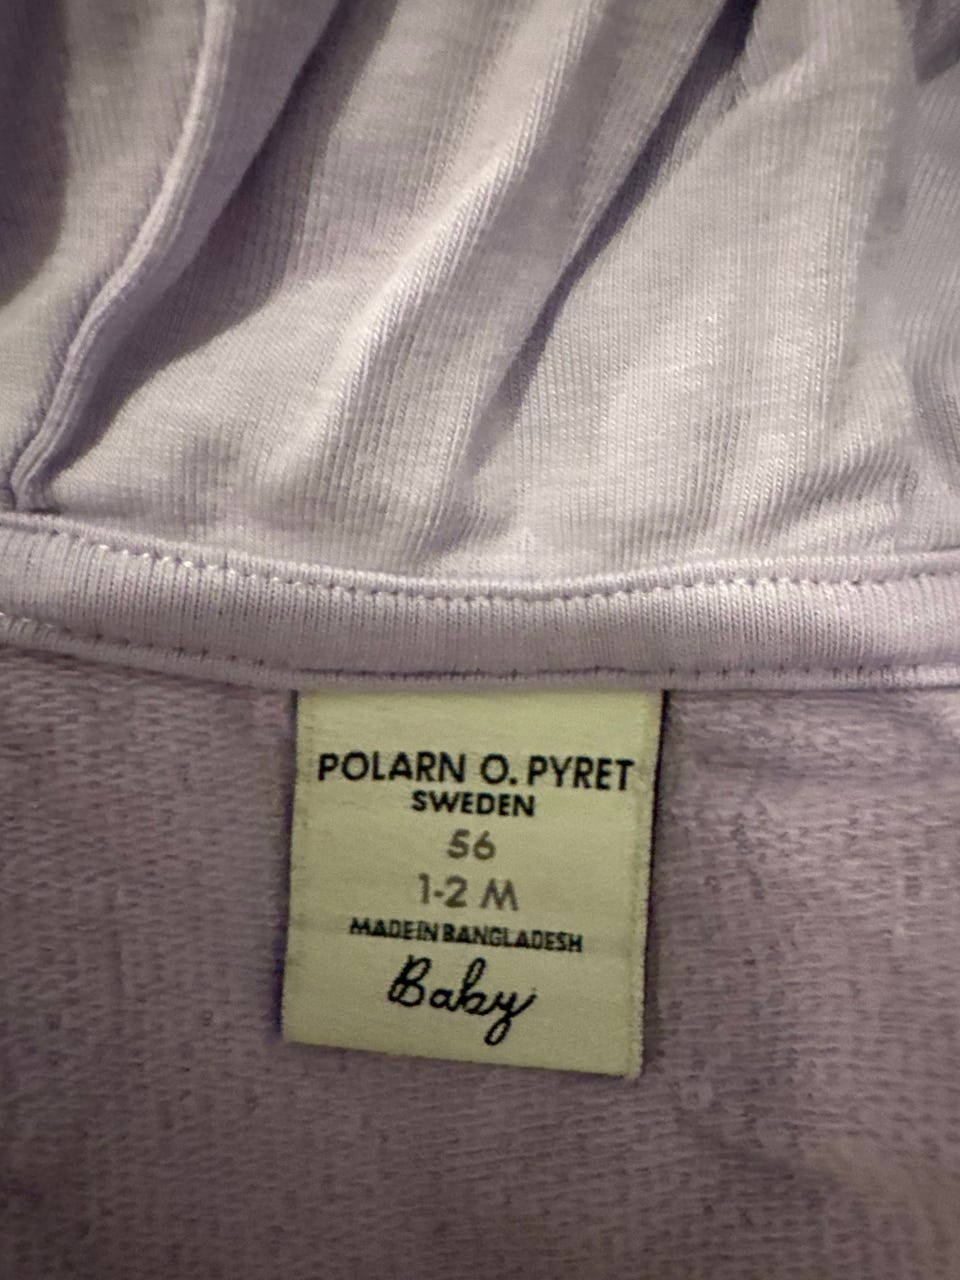 POLARN O. PYRET
SWEDEN
56
1-2 M
MADE IN BANGLADESH
Baby